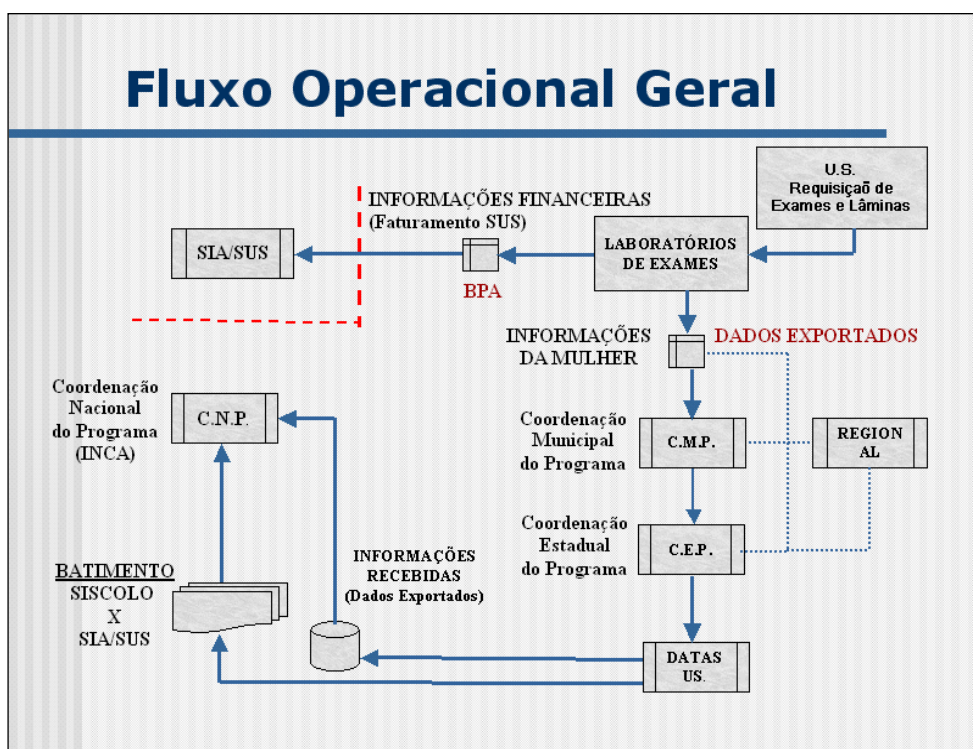 Fluxo Operacional Geral
U.S.
Requisiçaõ de
Exames e Lâminas
INFORMAÇÕES FINANCEIRAS
(Faturamento SUS)
LABORATÓRIOS
DE EXAMES
SIA/SUS
BPA
INFORMAÇÕES
DA MULHER
DADOS EXPORTADOS
Coordenação
Nacional
do Programa
(INCA)
C.N.P.
Coordenação
Municipal
do Programa
C.M.P.
REGION
AL
Coordenação
Estadual
do Programa
C.E.P.
INFORMAÇÕES
RECEBIDAS
(Dados Exportados)
BATIMENTO
SISCOLO
X
SIA/SUS
DATAS
US.